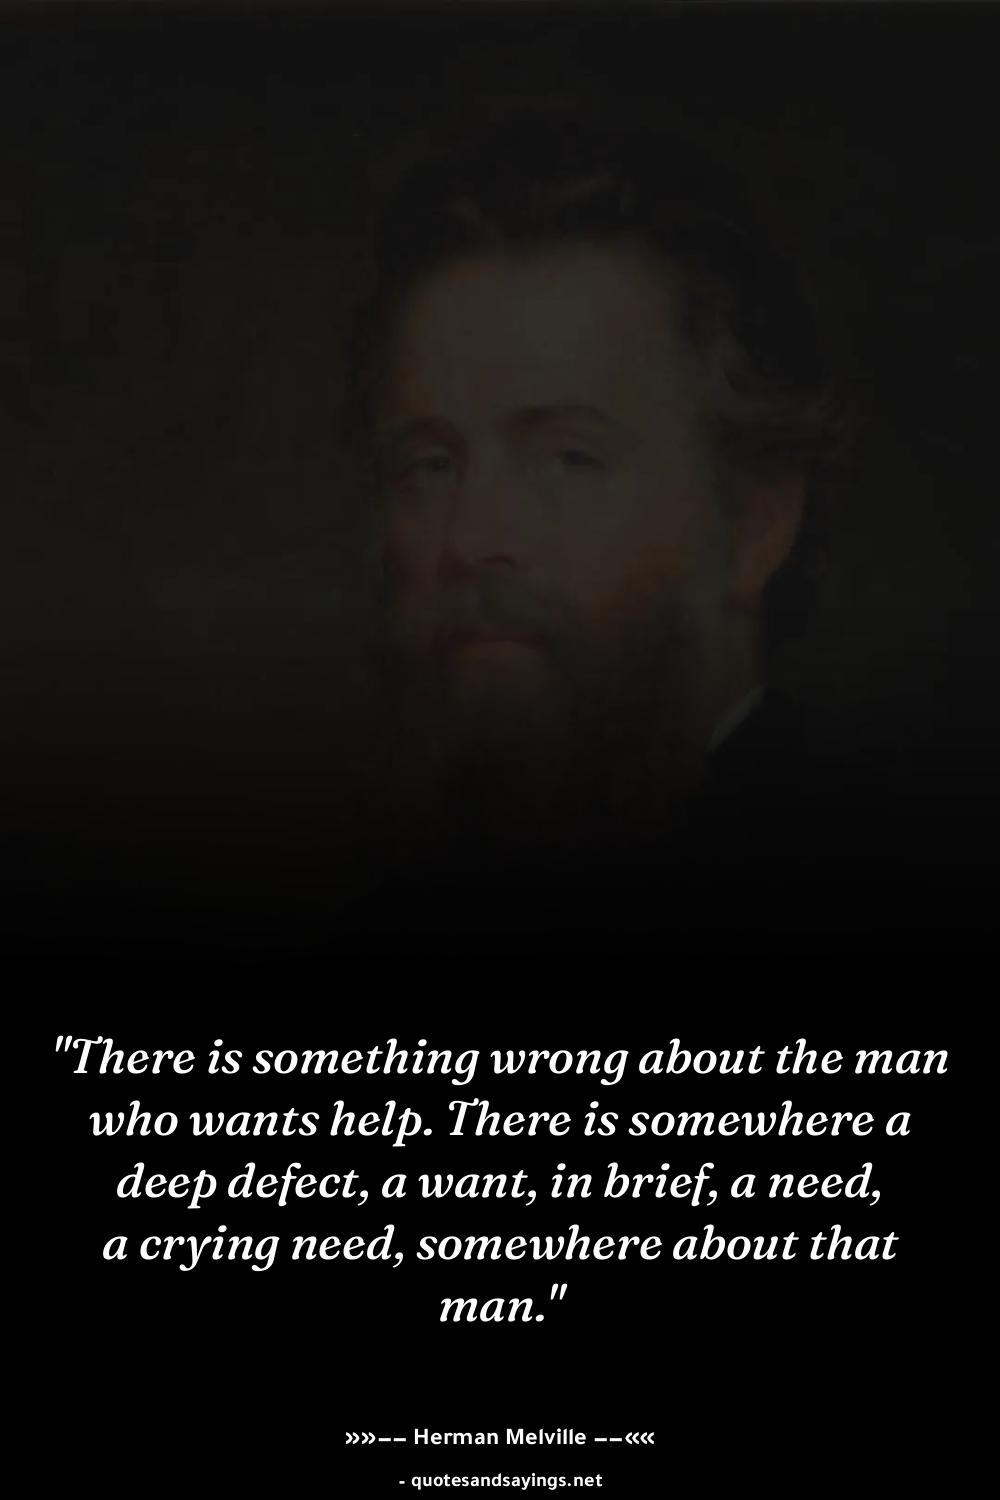 "There is something wrong about the man
who wants help. There is somewhere a
deep defect, a want, in brief, a need,
a crying need, somewhere about that
man."
»»–– Herman Melville ––««
- quotesandsayings.net